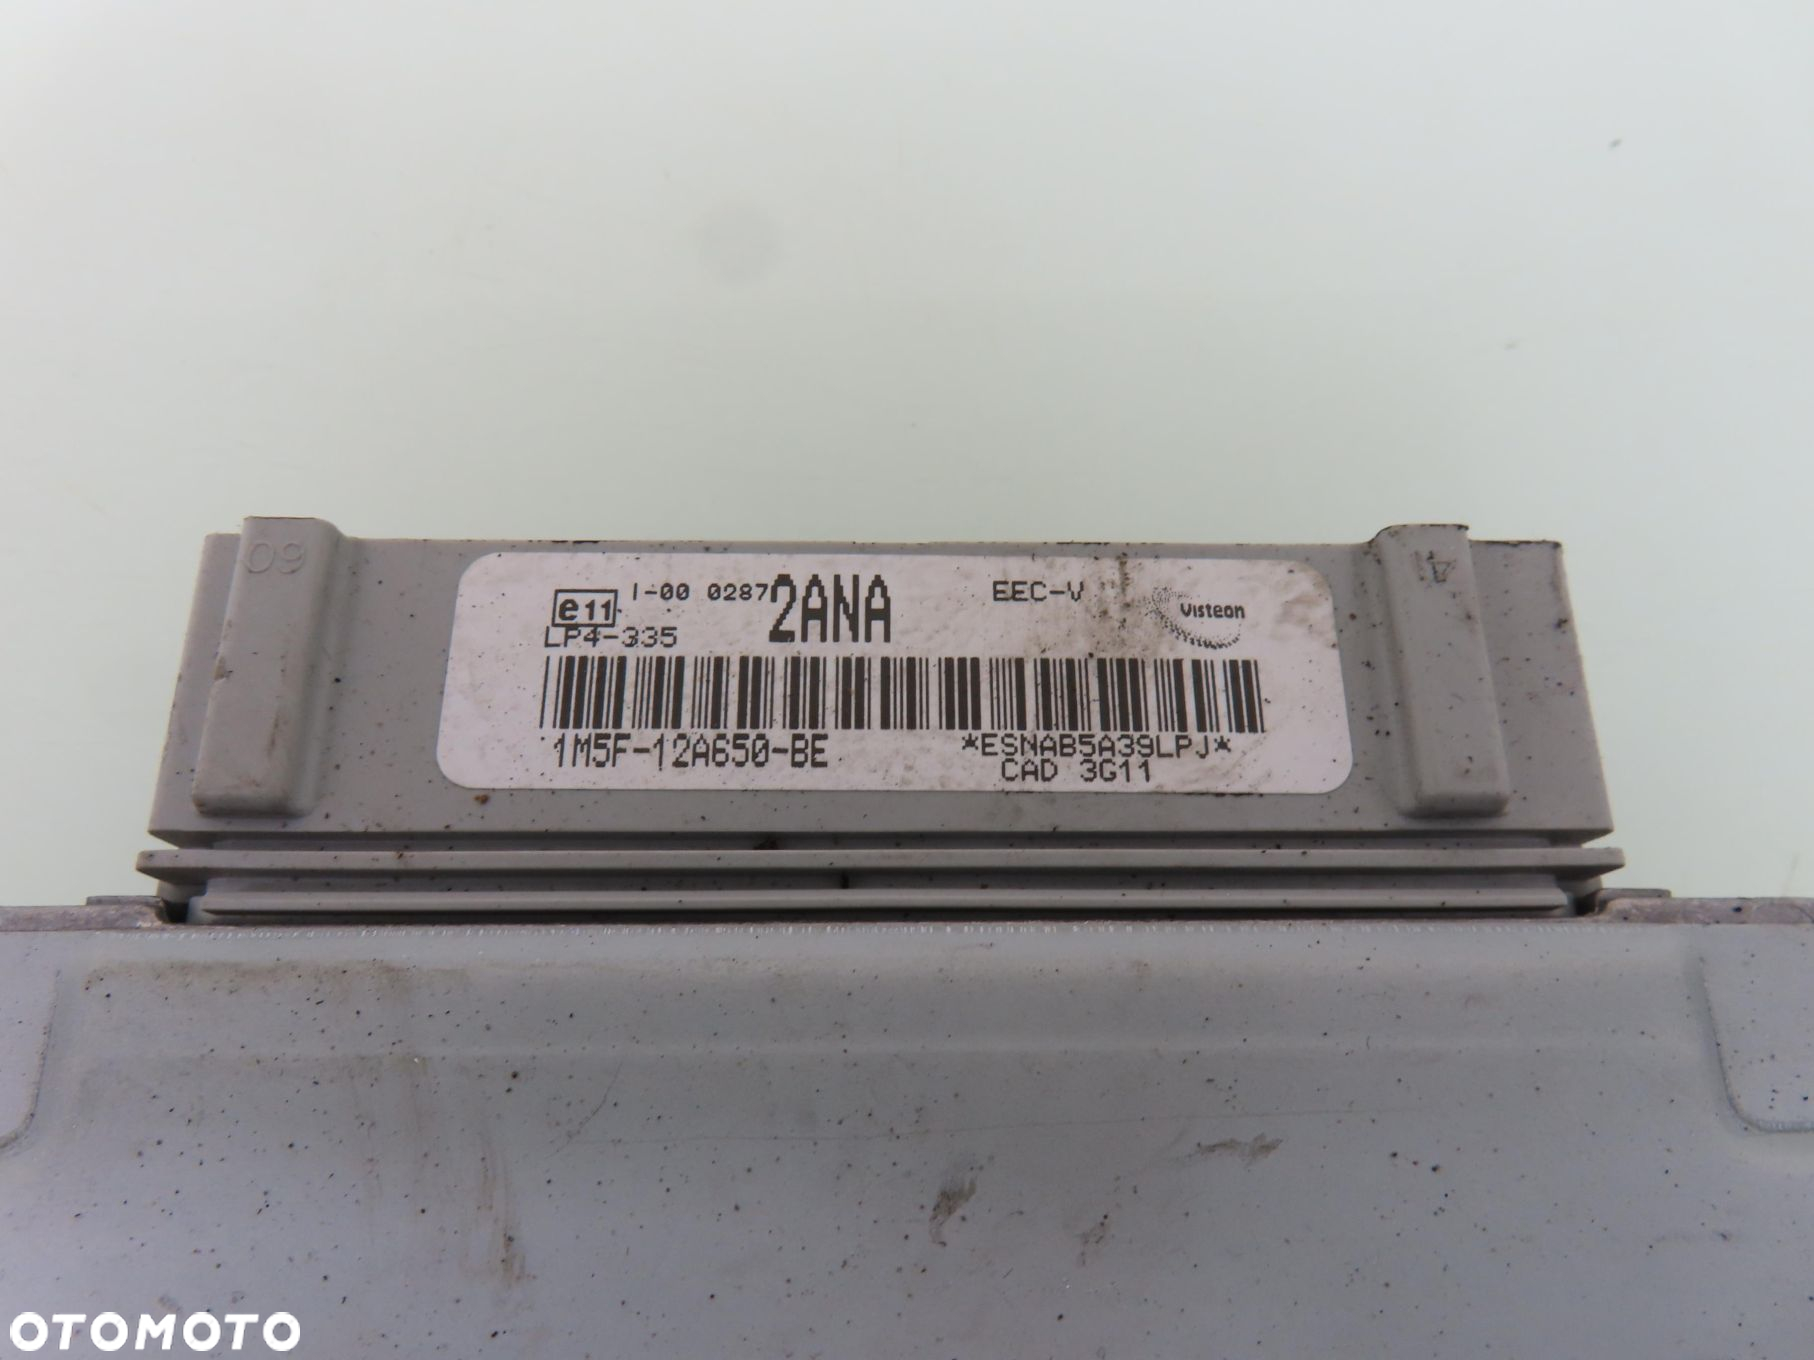 60
41
e11 1-00 0287 2ANA EEC-V Visteon
LP4-335
1M5F-12A650-BE *ESNAB5A39LPJ*
CAD 3G11
OTOMOTO